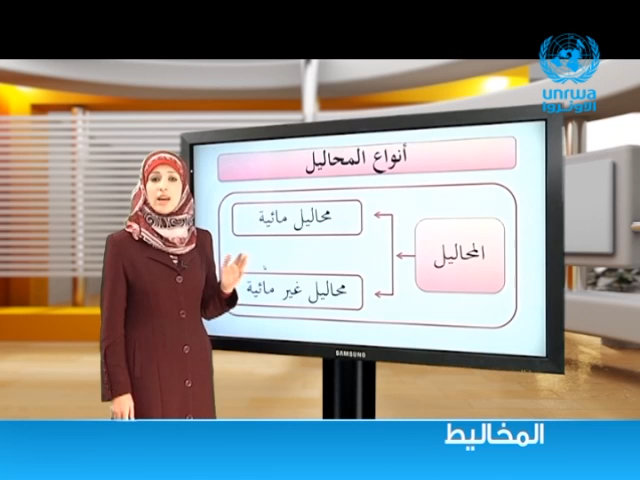 unrwa
الأونروا
أنواع المحاليل
محاليل مائية
المحاليل
محاليل غير مائية
SAMSUNG
المخاليط